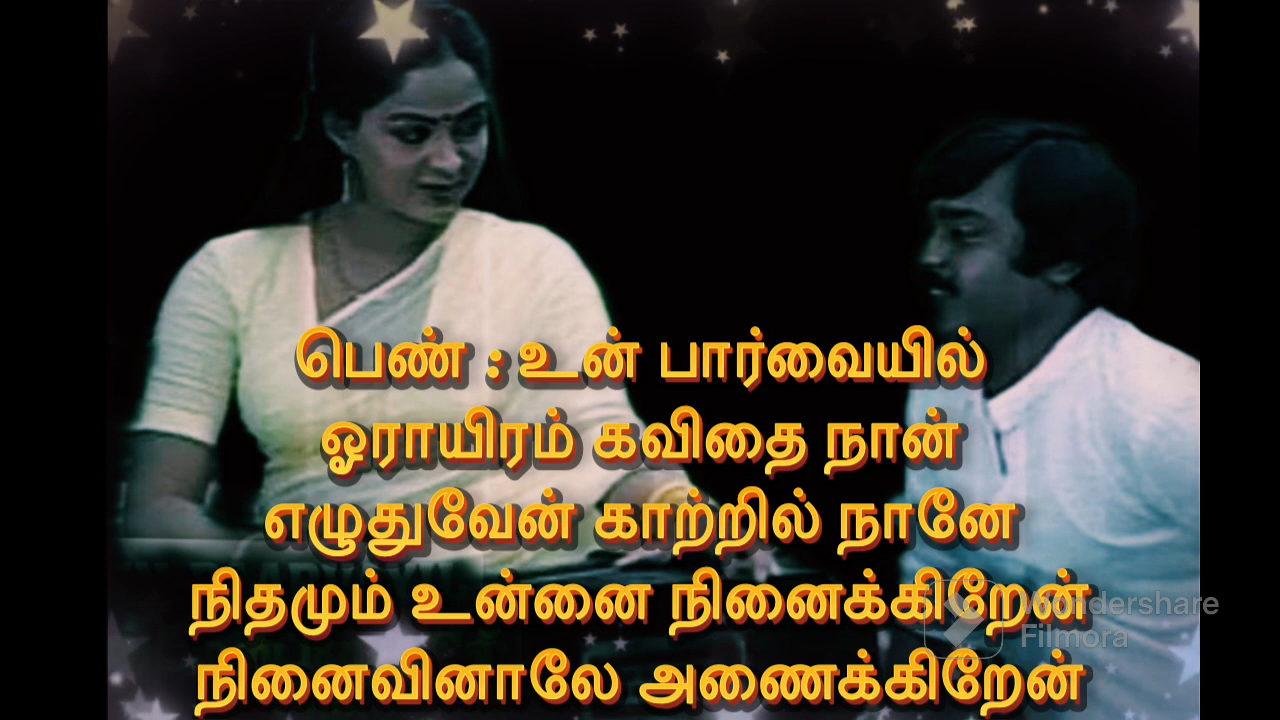 பெண் : உன் பார்வையில்
ஓராயிரம் கவிதை நான்
எழுதுவேன் காற்றில் நானே
நிதமும் உன்னை நினைக்கிறேன்
நினைவினாலே அணைக்கிறேன்
Wondershare
Filmora